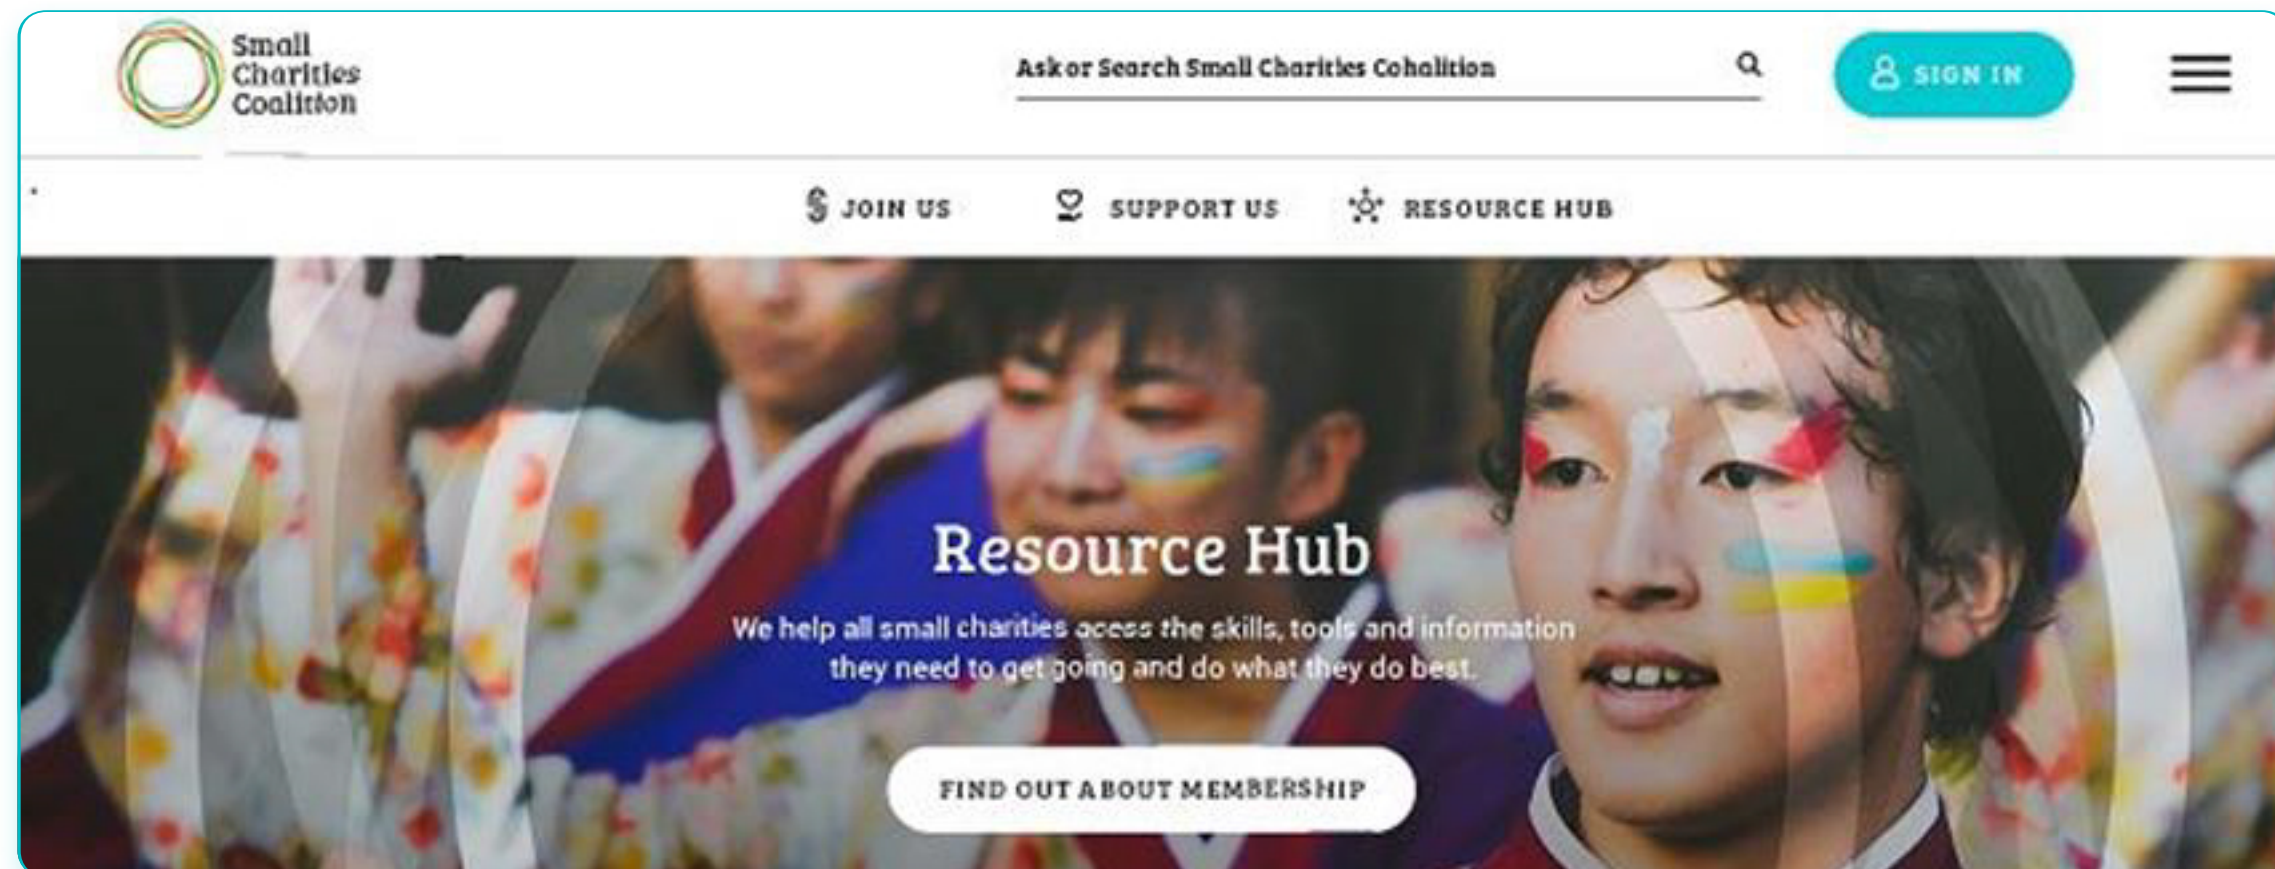 Small
Charities
Coalition
Ask or Search Small Charities Cohalition
SIGN IN
JOIN US
SUPPORT US
RESOURCE HUB
Resource Hub
We help all small charities acess the skills, tools and information
they need to get going and do what they do best.
FIND OUT ABOUT MEMBERSHIP